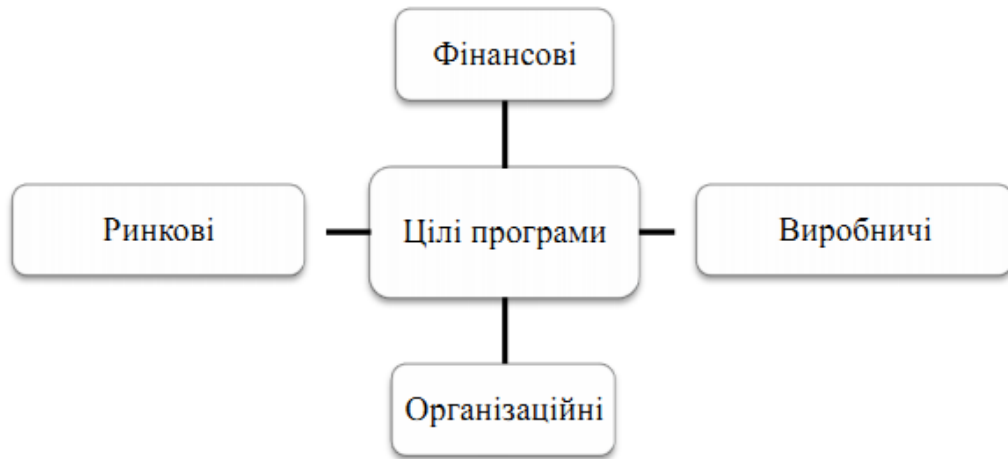 Фінансові
Ринкові
Цілі програми
Виробничі
Організаційні